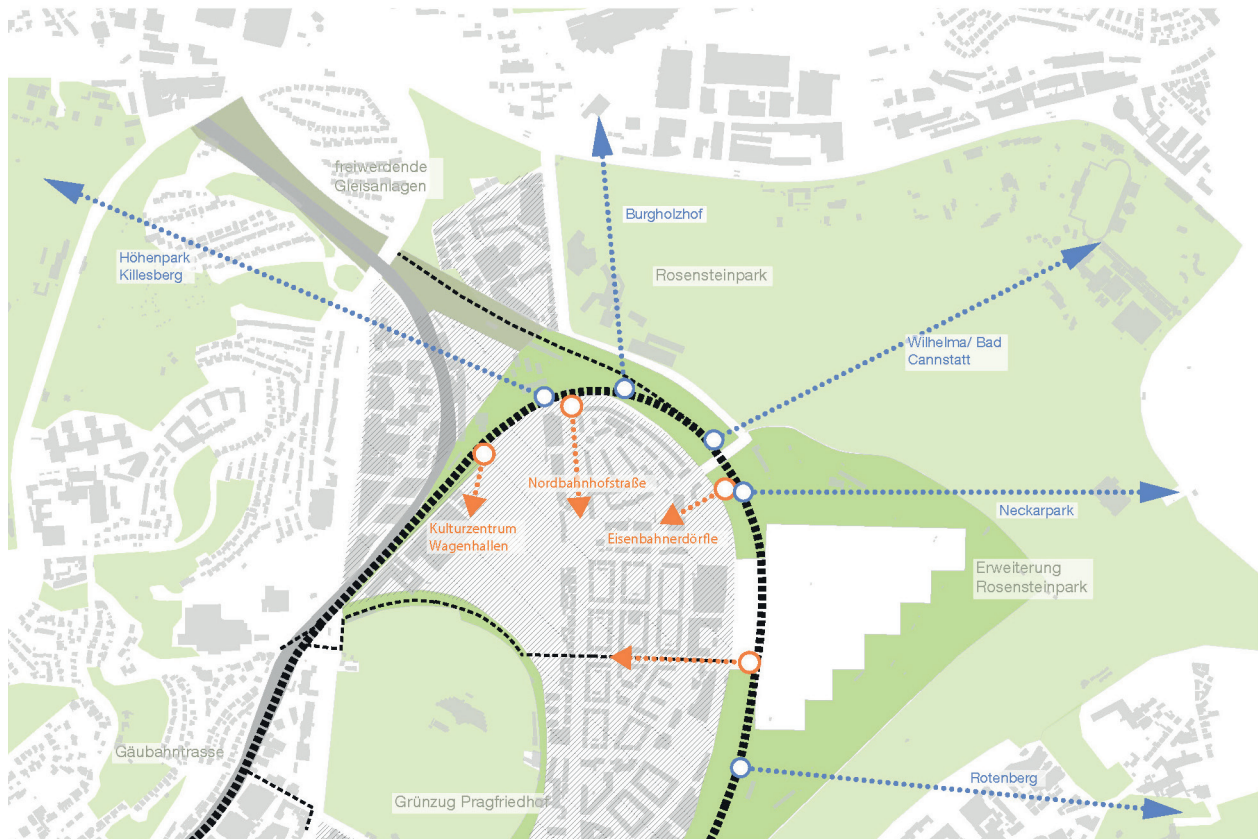 freiwerdende
Gleisanlagen
Burgholzhof
Höhenpark
Killesberg
Rosensteinpark
Wilhelma/ Bad
Cannstatt
Nordbahnhofstraße
Neckarpark
Kulturzentrum
Wagenhallen
Eisenbahnerdörfle
Erweiterung
Rosensteinpark
Gäubahntrasse
Rotenberg
Grünzug Pragfriedhof